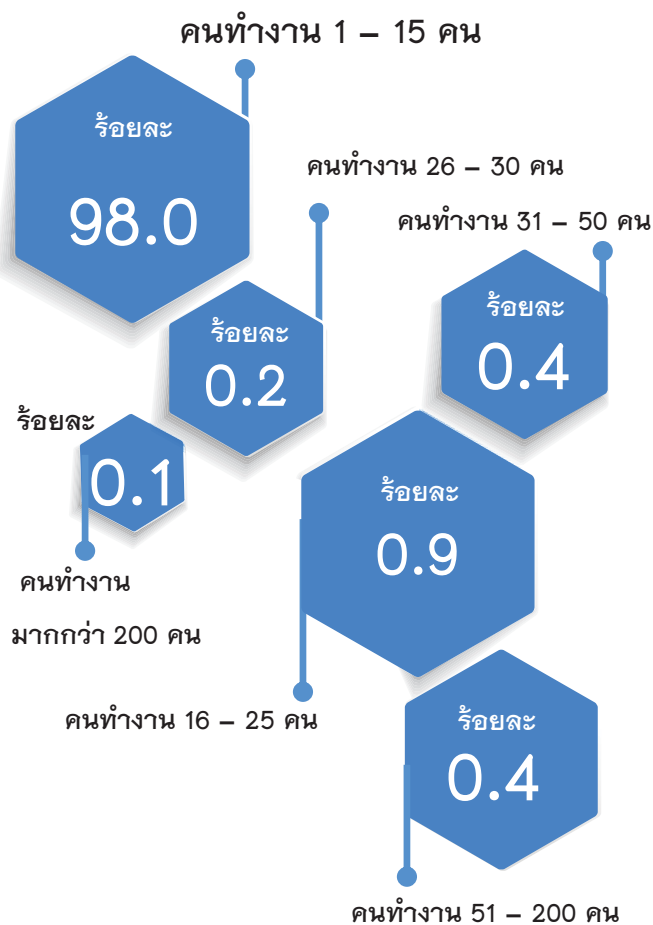 คนทำงาน 1 – 15 คน
ร้อยละ
98.0
คนทำงาน 26 – 30 คน
ร้อยละ
0.2
คนทำงาน 31 – 50 คน
ร้อยละ
0.4
ร้อยละ
0.1
คนทำงาน
มากกว่า 200 คน
ร้อยละ
0.9
คนทำงาน 16 – 25 คน
ร้อยละ
0.4
คนทำงาน 51 – 200 คน